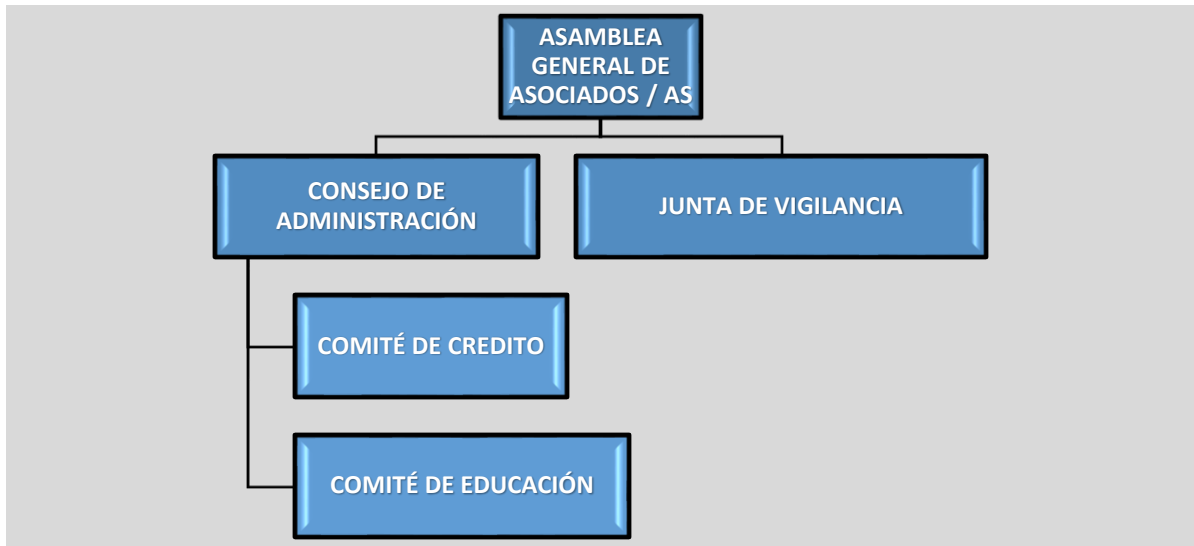 ASAMBLEA
GENERAL DE
ASOCIADOS / AS
CONSEJO DE
ADMINISTRACIÓN
JUNTA DE VIGILANCIA
COMITÉ DE CREDITO
COMITÉ DE EDUCACIÓN